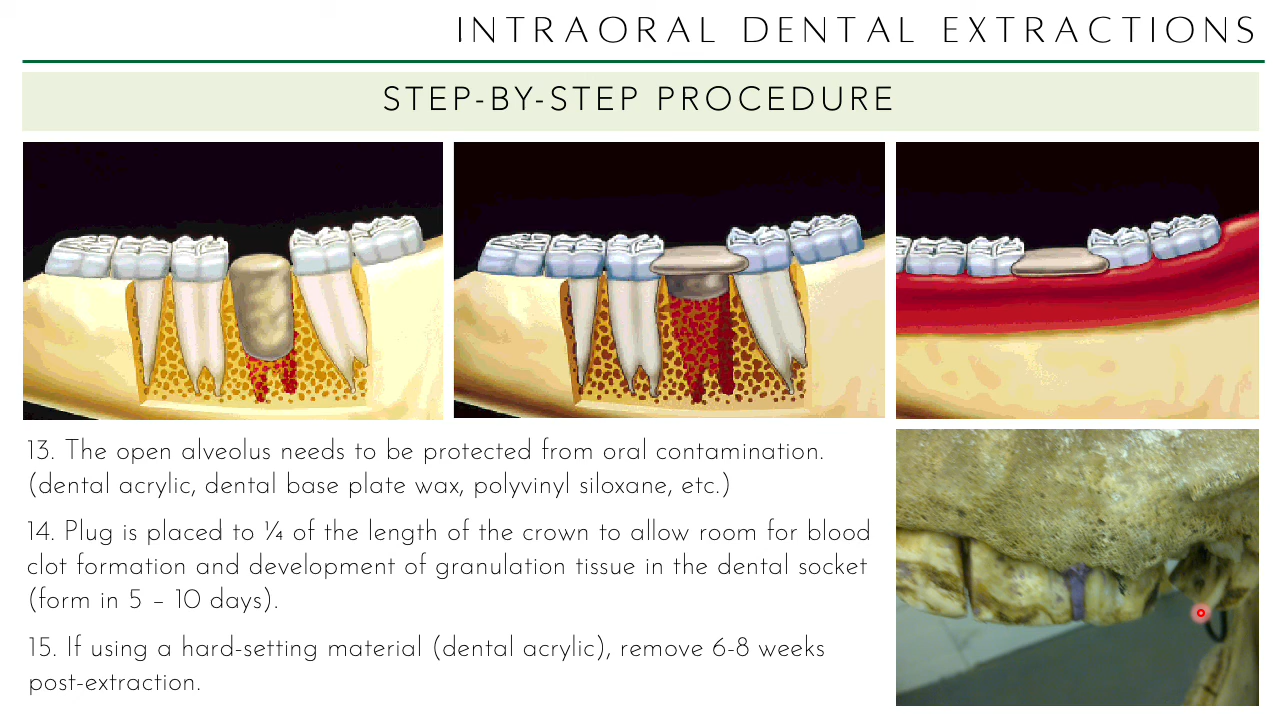 INTRAORAL DENTAL EXTRACTIONS
STEP-BY-STEP PROCEDURE
13. The open alveolus needs to be protected from oral contamination.
(dental acrylic, dental base plate wax, polyvinyl siloxane, etc.)
14. Plug is placed to ¼ of the length of the crown to allow room for blood
clot formation and development of granulation tissue in the dental socket
(form in 5 – 10 days).
15. If using a hard-setting material (dental acrylic), remove 6-8 weeks
post-extraction.